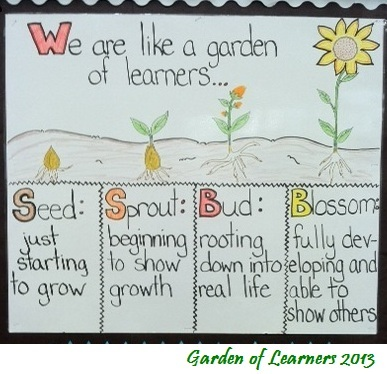 We are like a garden
of learners...
Seed:
just
starting
to grow
Sprout:
beginning
to show
growth
Bud:
rooting
down into
real life
Blossom:
fully dev-
eloping and
able to
show others
Garden of Learners 2013